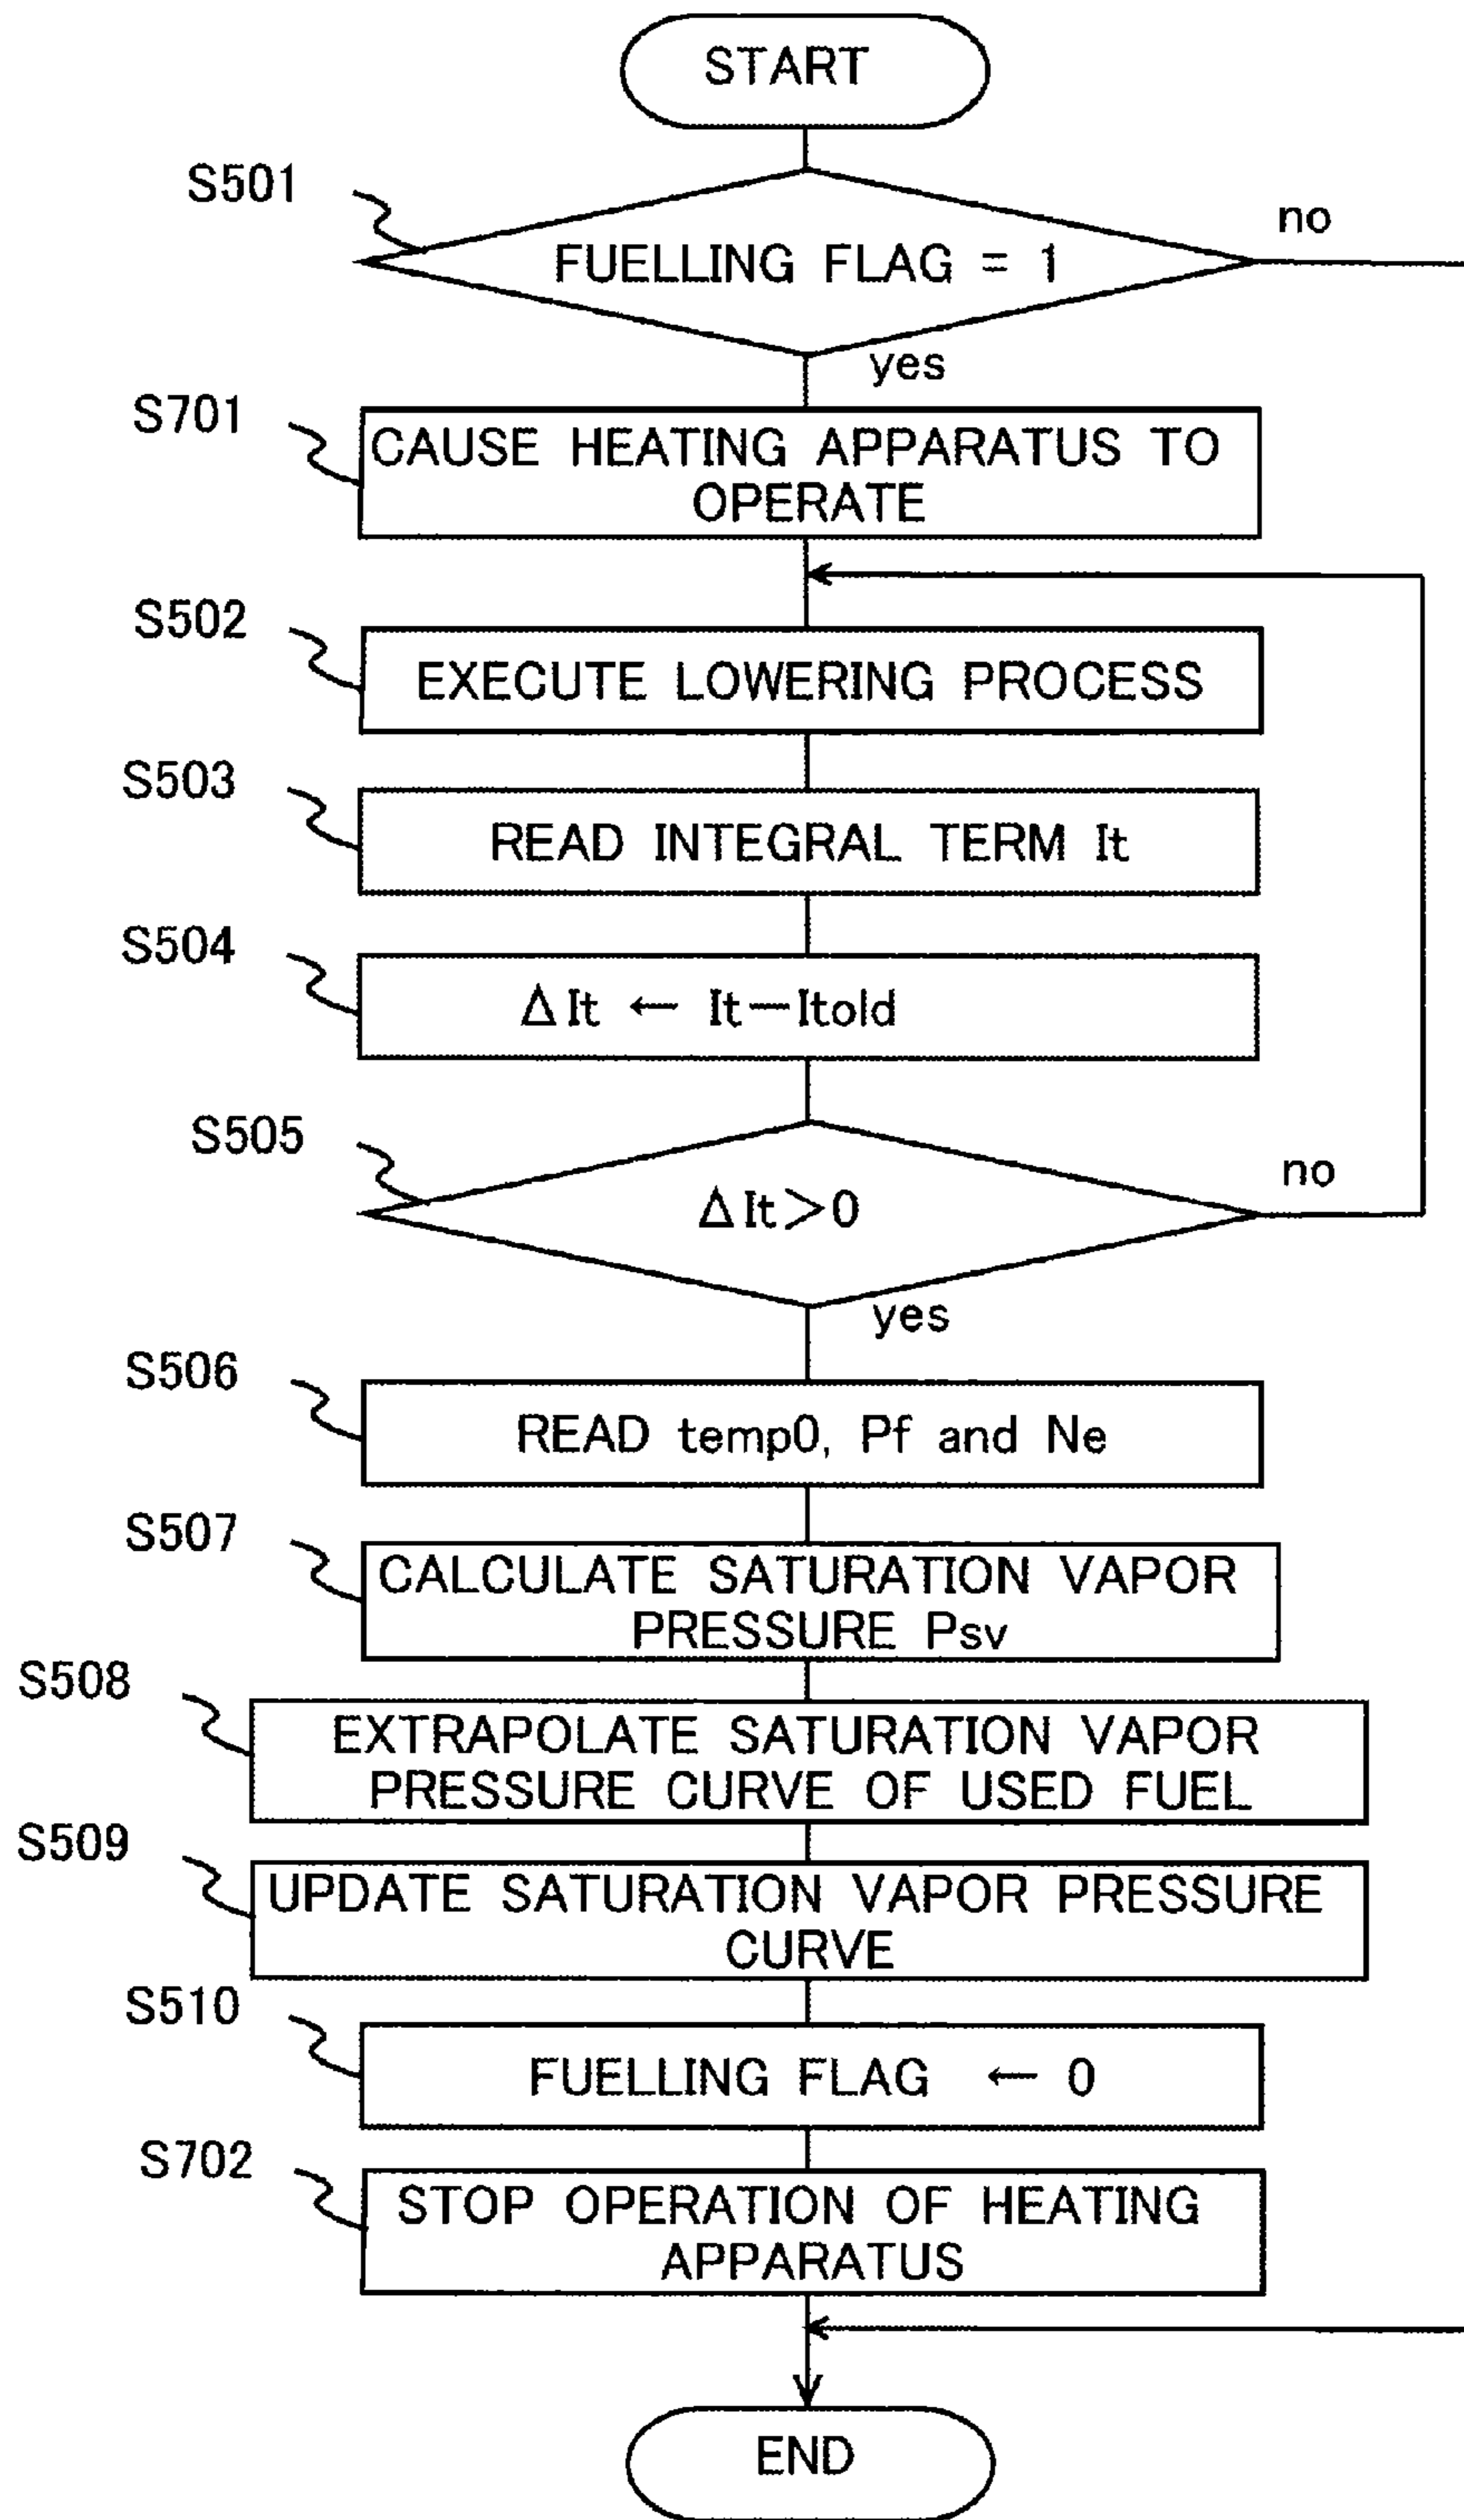 START
S501
no
FUELLING FLAG = 1
yes
S701
CAUSE HEATING APPARATUS TO
OPERATE
S502
EXECUTE LOWERING PROCESS
S503
READ INTEGRAL TERM It
S504
ΔIt ← It−Itold
S505
no
ΔIt>0
yes
S506
READ temp0, Pf and Ne
S507
CALCULATE SATURATION VAPOR
PRESSURE Psv
S508
EXTRAPOLATE SATURATION VAPOR
PRESSURE CURVE OF USED FUEL
S509
UPDATE SATURATION VAPOR PRESSURE
CURVE
S510
FUELLING FLAG ← 0
S702
STOP OPERATION OF HEATING
APPARATUS
END